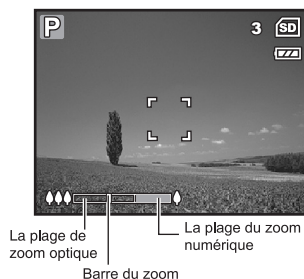 P
3 SD
La plage de
zoom optique
La plage du zoom
numérique
Barre du zoom